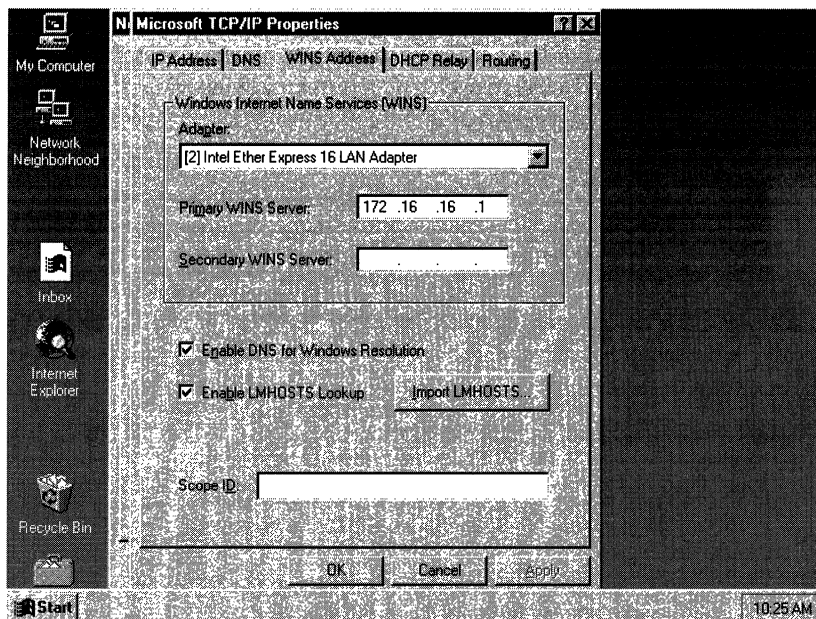 My Computer
Network
Neighborhood
Inbox
Internet
Explorer
Recycle Bin
Microsoft TCP/IP Properties
IP Address
DNS
WINS Address
DHCP Relay
Routing
Windows Internet Name Services (WINS)
Adapter:
[2] Intel Ether Express 16 LAN Adapter
Primary WINS Server:
172 .16 .16 .1
Secondary WINS Server:
. . .
Enable DNS for Windows Resolution
Enable LMHOSTS Lookup
Import LMHOSTS...
Scope ID:
OK
Cancel
Apply
Start
10:25 AM